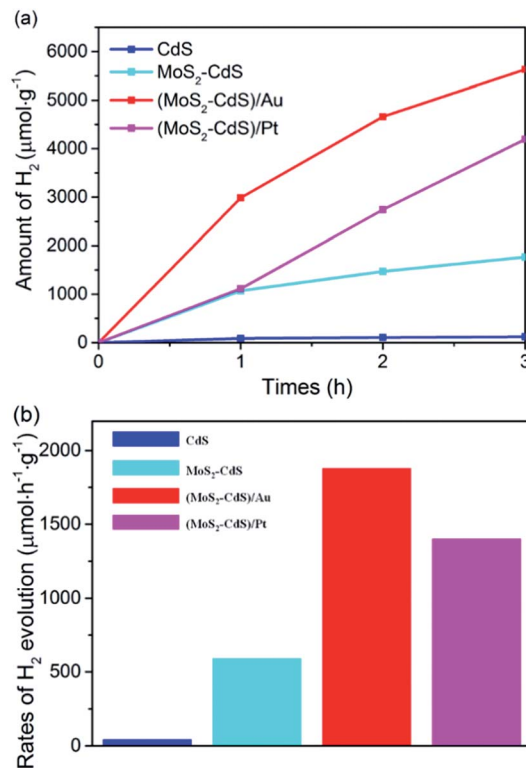 (a)
6000
5000
4000
3000
2000
1000
0
Amount of H₂ (μmol·g⁻¹)
CdS
MoS₂-CdS
(MoS₂-CdS)/Au
(MoS₂-CdS)/Pt
0 1 2 3
Times (h)
(b)
2000
1500
1000
500
0
Rates of H₂ evolution (μmol·h⁻¹·g⁻¹)
CdS
MoS₂-CdS
(MoS₂-CdS)/Au
(MoS₂-CdS)/Pt